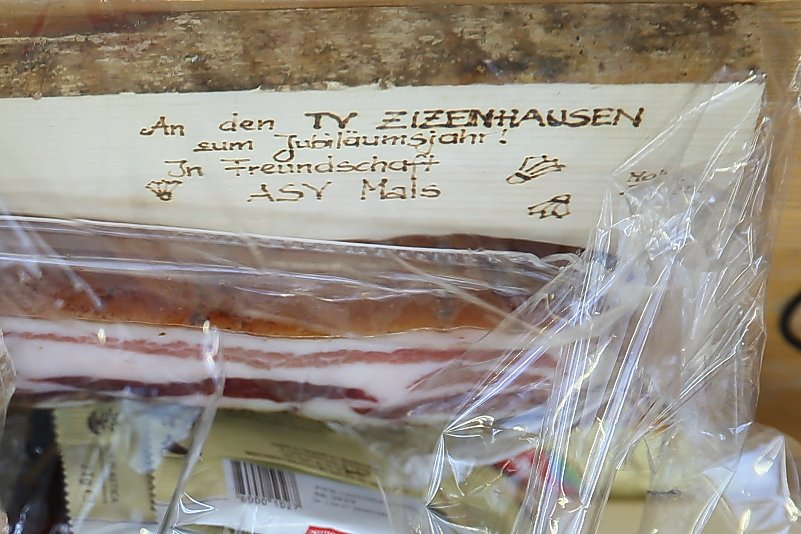 An den TV ZIZENHAUSEN
zum Jubiläumsjahr!
In Freundschaft
ASV Mals